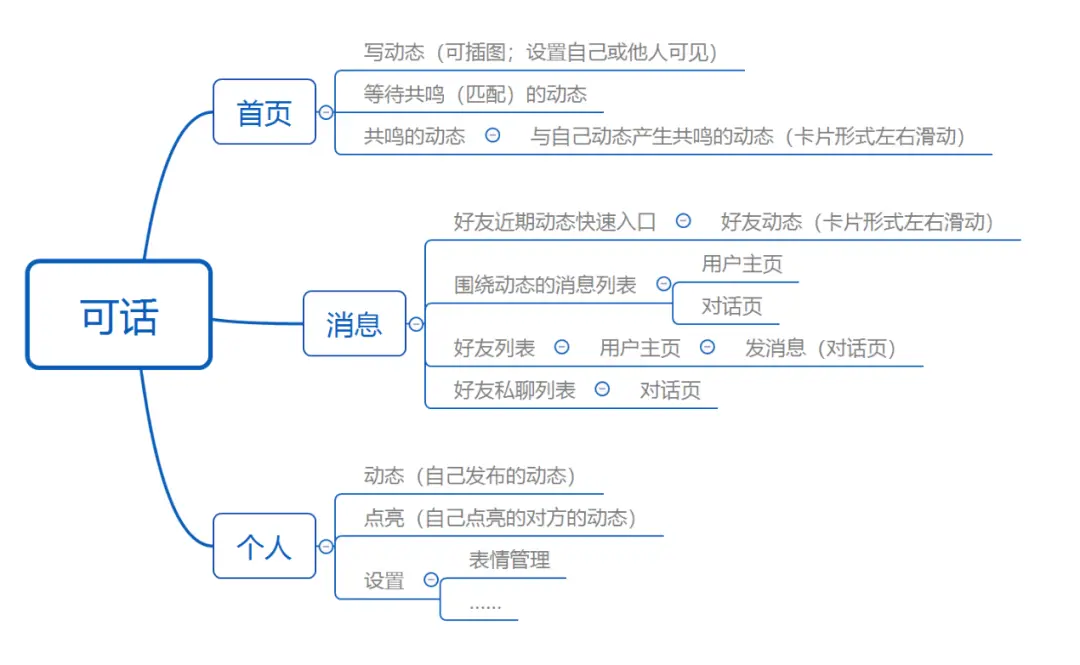 可话
首页
写动态（可插图；设置自己或他人可见）
等待共鸣（匹配）的动态
共鸣的动态 与自己动态产生共鸣的动态（卡片形式左右滑动）
消息
好友近期动态快速入口 好友动态（卡片形式左右滑动）
围绕动态的消息列表
用户主页
对话页
好友列表 用户主页 发消息（对话页）
好友私聊列表 对话页
个人
动态（自己发布的动态）
点亮（自己点亮的对方的动态）
设置
表情管理
......